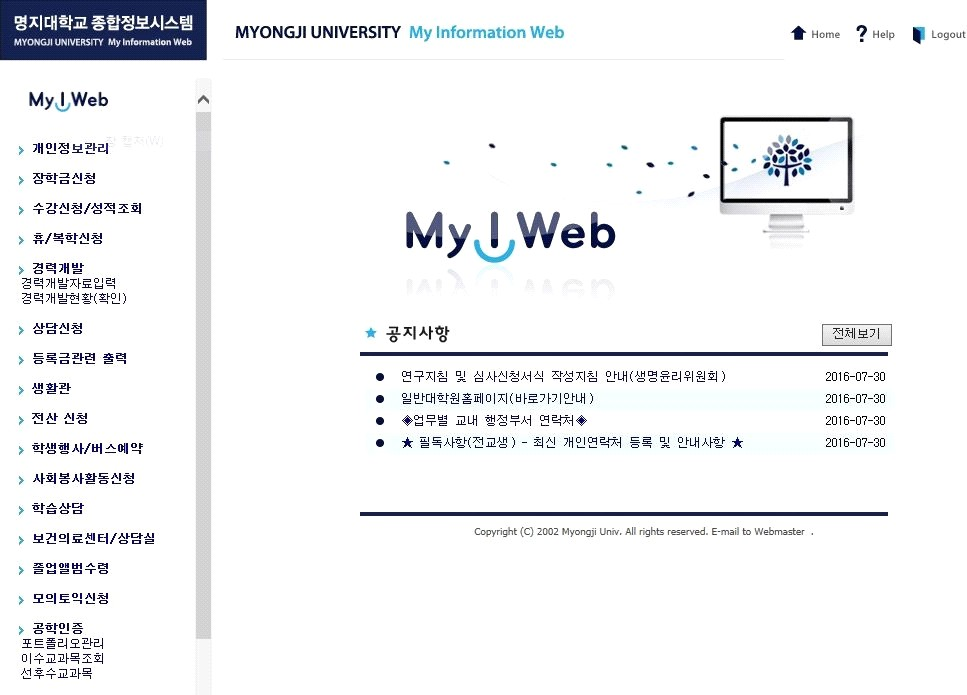 명지대학교 종합정보시스템
MYONGJI UNIVERSITY My Information Web
MYONGJI UNIVERSITY My Information Web
Home
Help
Logout
My I Web
개인정보관리
장학금신청
수강신청/성적조회
휴/복학신청
경력개발
경력개발자료입력
경력개발현황(확인)
상담신청
등록금관련 출력
생활관
전산 신청
학생행사/버스예약
사회봉사활동신청
학습상담
보건의료센터/상담실
졸업앨범수령
모의토익신청
공학인증
포트폴리오관리
이수교과목조회
선후수교과목
My I Web
★ 공지사항
전체보기
● 연구지침 및 심사신청서식 작성지침 안내(생명윤리위원회) 2016-07-30
● 일반대학원홈페이지(바로가기안내) 2016-07-30
● ◈업무별 교내 행정부서 연락처◈ 2016-07-30
● ★ 필독사항(전교생) - 최신 개인연락처 등록 및 안내사항 ★ 2016-07-30
Copyright (C) 2002 Myongji Univ. All rights reserved. E-mail to Webmaster .